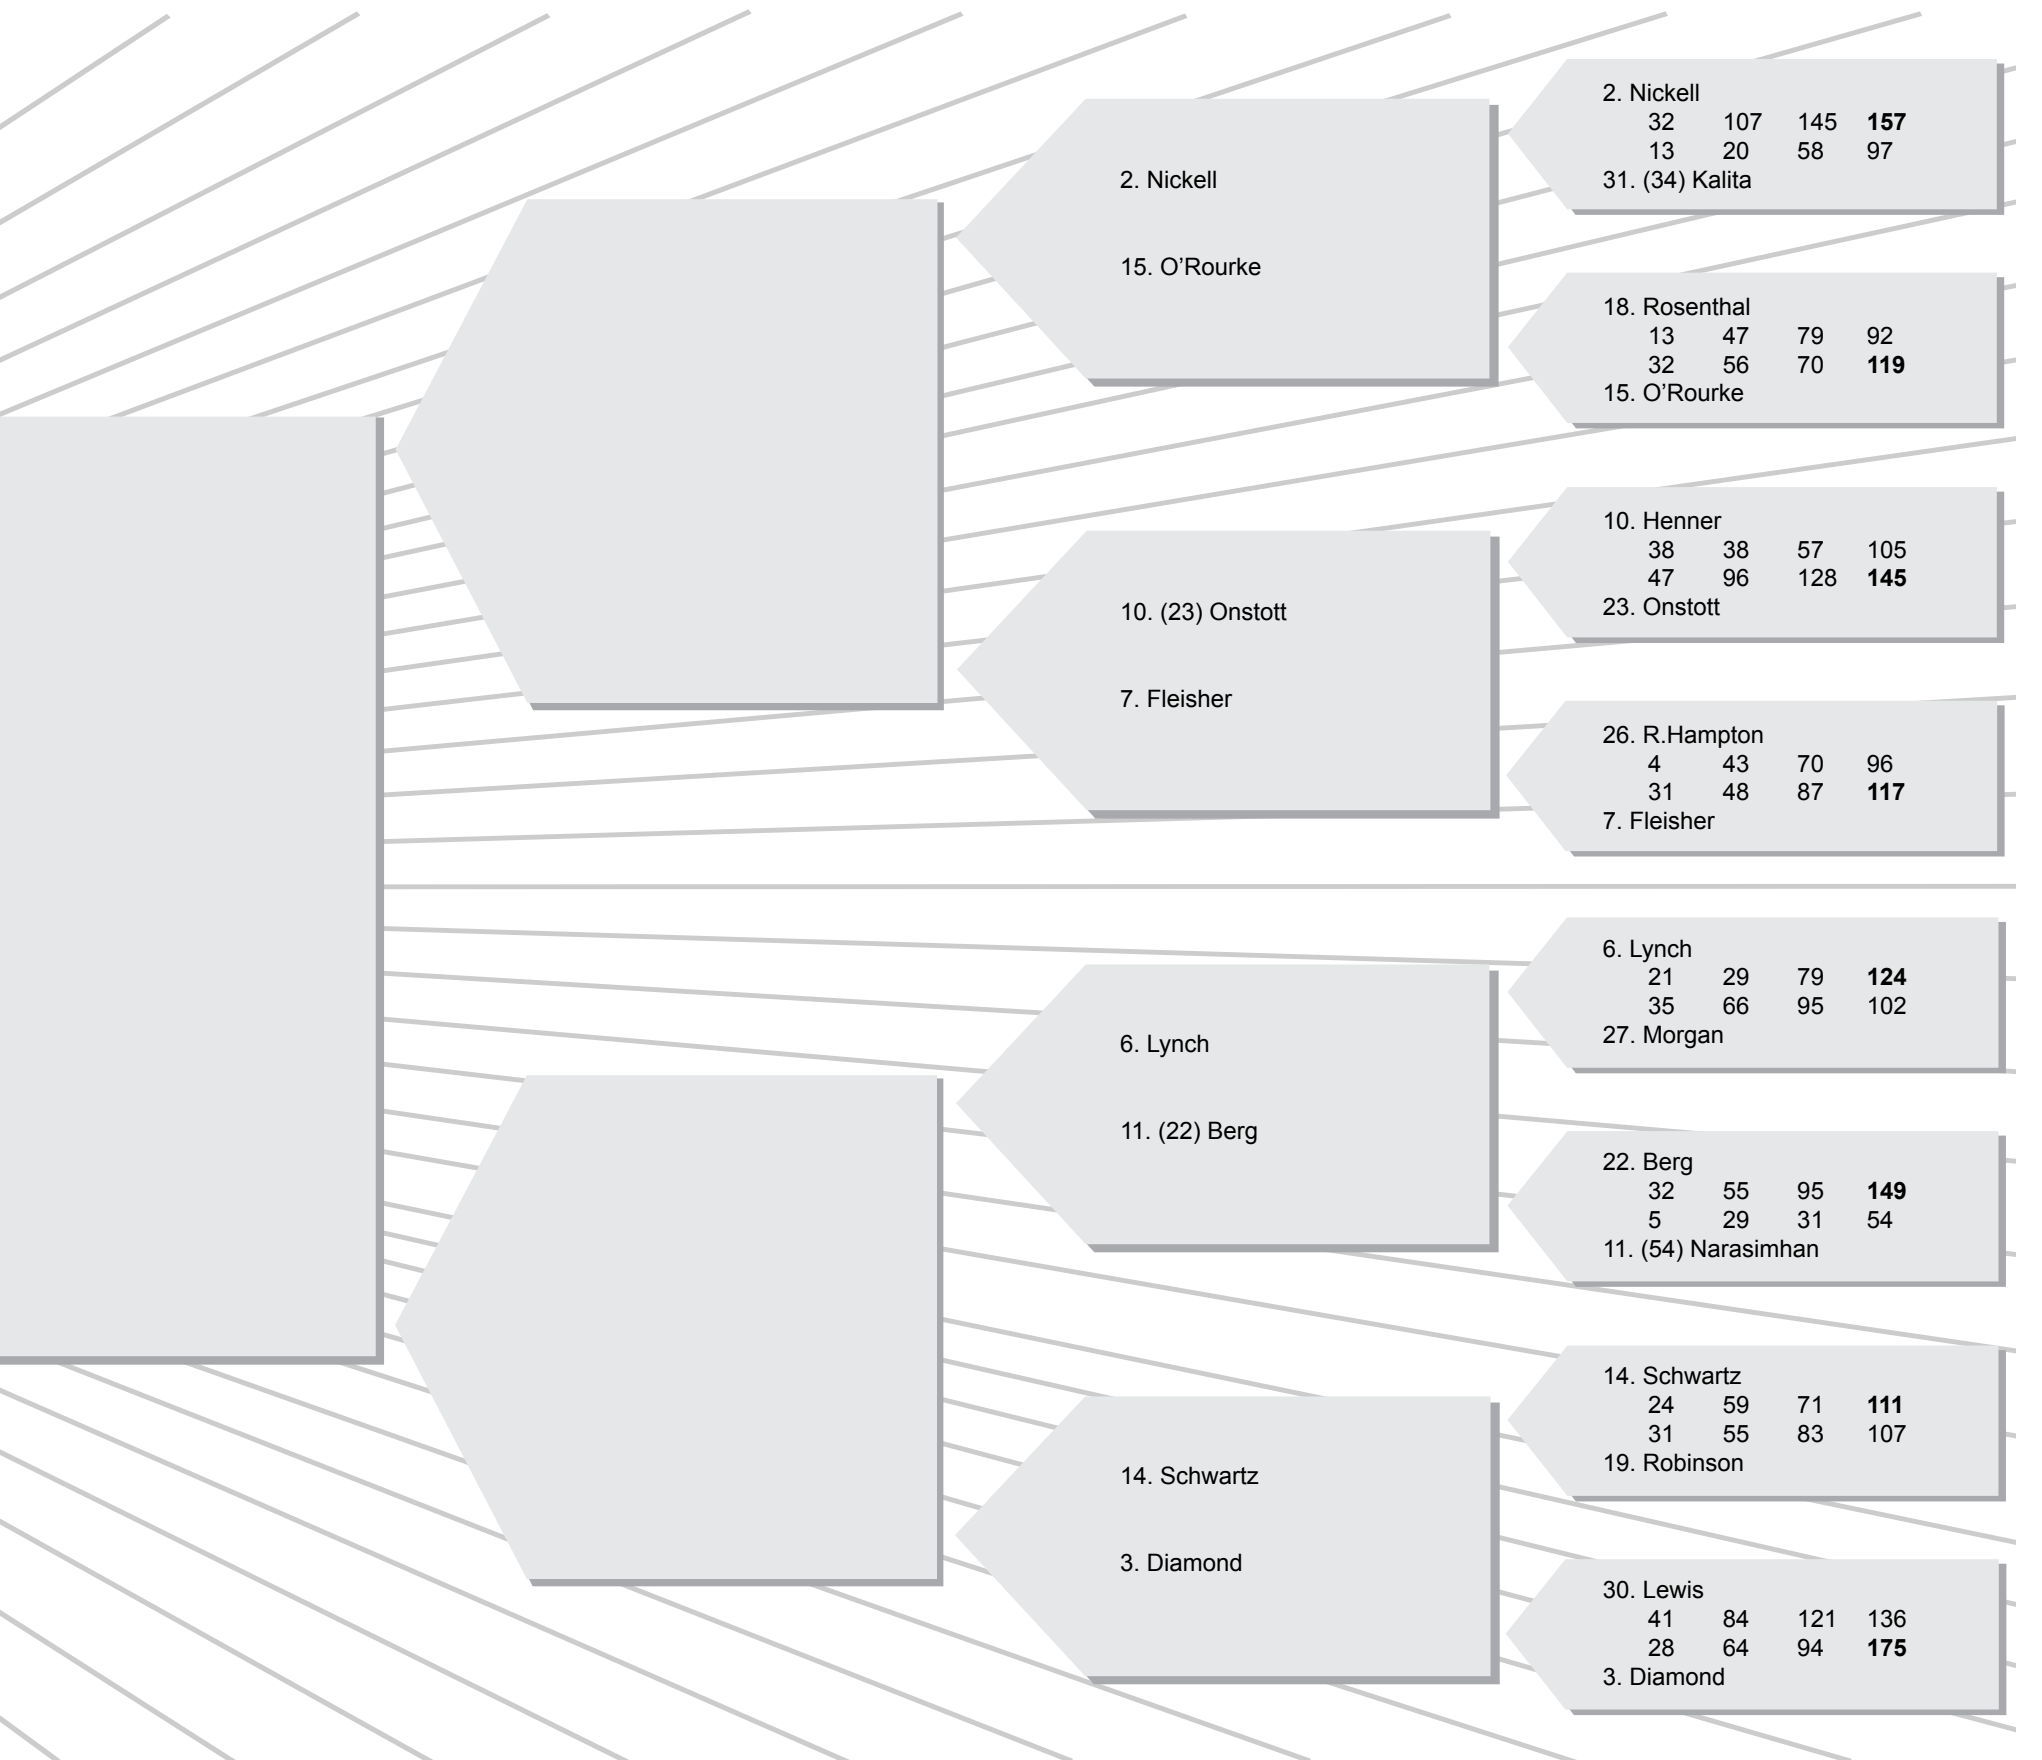 2. Nickell
15. O’Rourke
10. (23) Onstott
7. Fleisher
6. Lynch
11. (22) Berg
14. Schwartz
3. Diamond
2. Nickell
32 107 145 157
13 20 58 97
31. (34) Kalita
18. Rosenthal
13 47 79 92
32 56 70 119
15. O’Rourke
10. Henner
38 38 57 105
47 96 128 145
23. Onstott
26. R.Hampton
4 43 70 96
31 48 87 117
7. Fleisher
6. Lynch
21 29 79 124
35 66 95 102
27. Morgan
22. Berg
32 55 95 149
5 29 31 54
11. (54) Narasimhan
14. Schwartz
24 59 71 111
31 55 83 107
19. Robinson
30. Lewis
41 84 121 136
28 64 94 175
3. Diamond